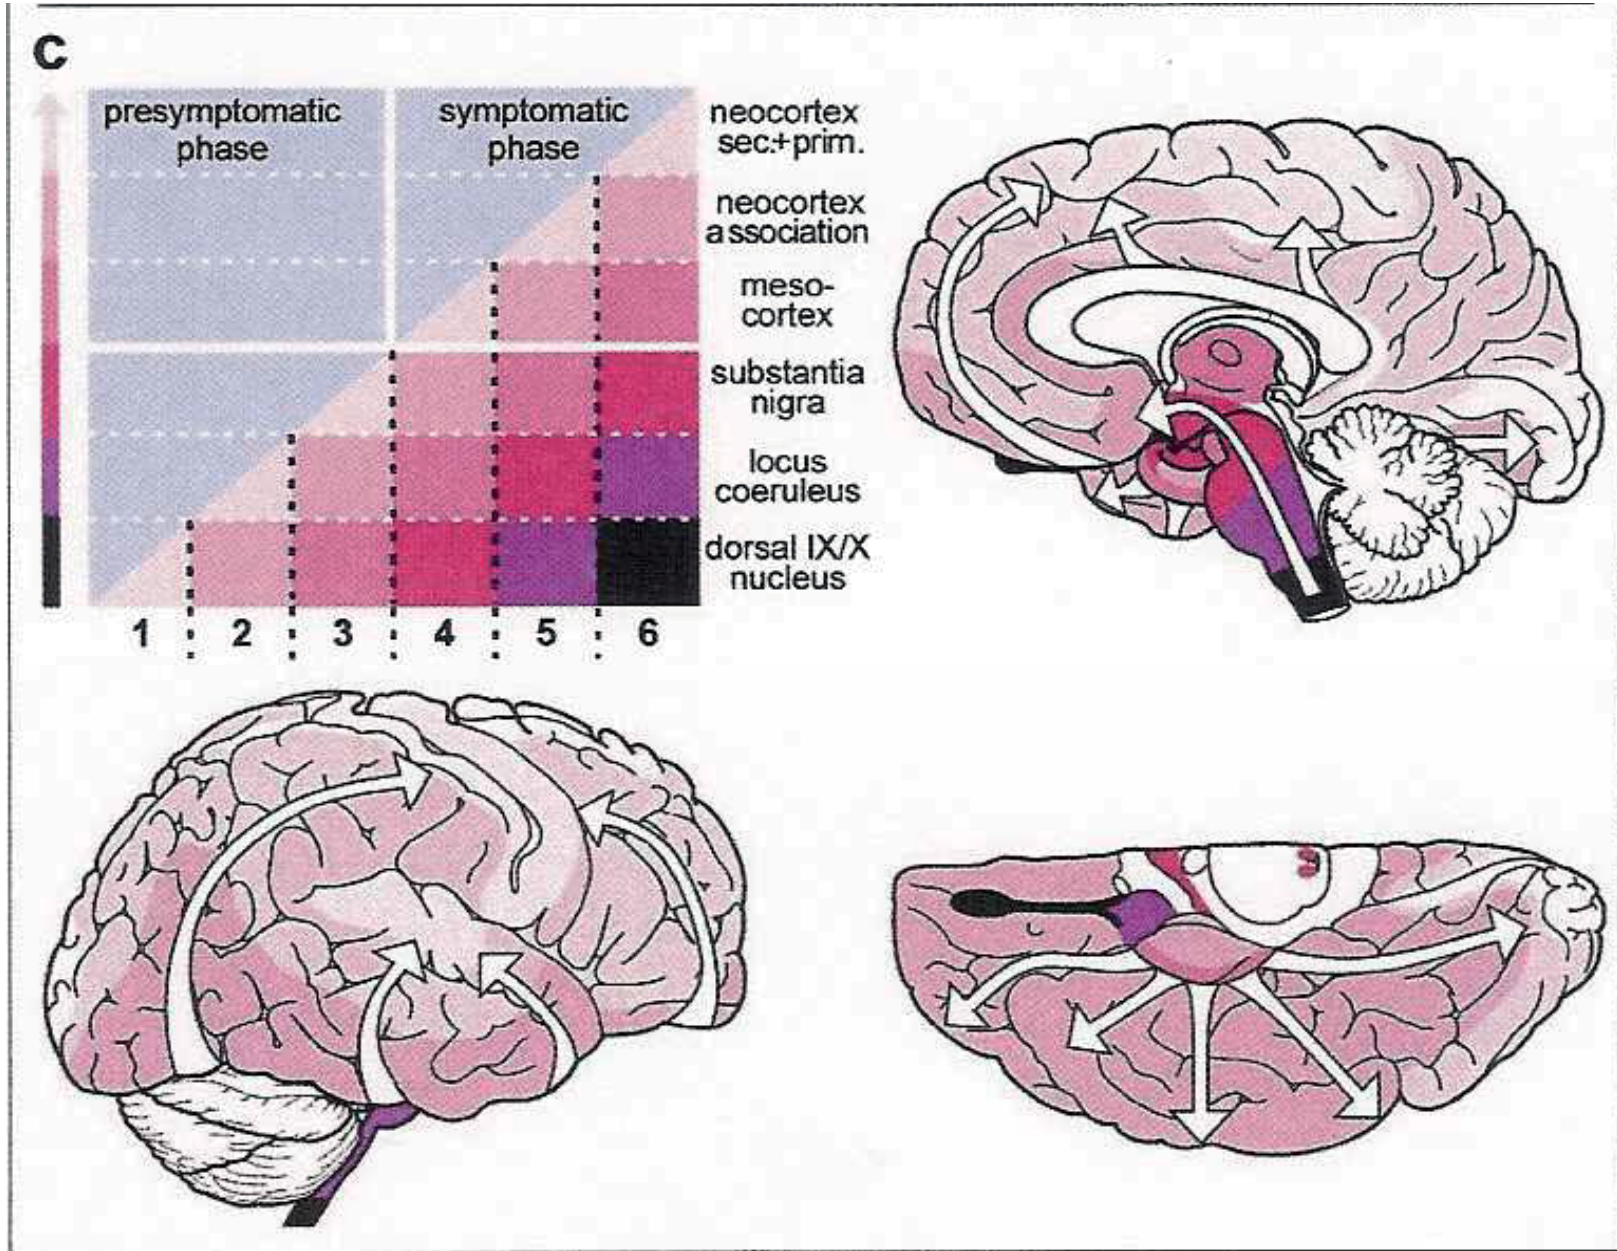 C
presymptomatic
phase
symptomatic
phase
neocortex
sec.+prim.
neocortex
association
meso-
cortex
substantia
nigra
locus
coeruleus
dorsal IX/X
nucleus
1 2 3 4 5 6